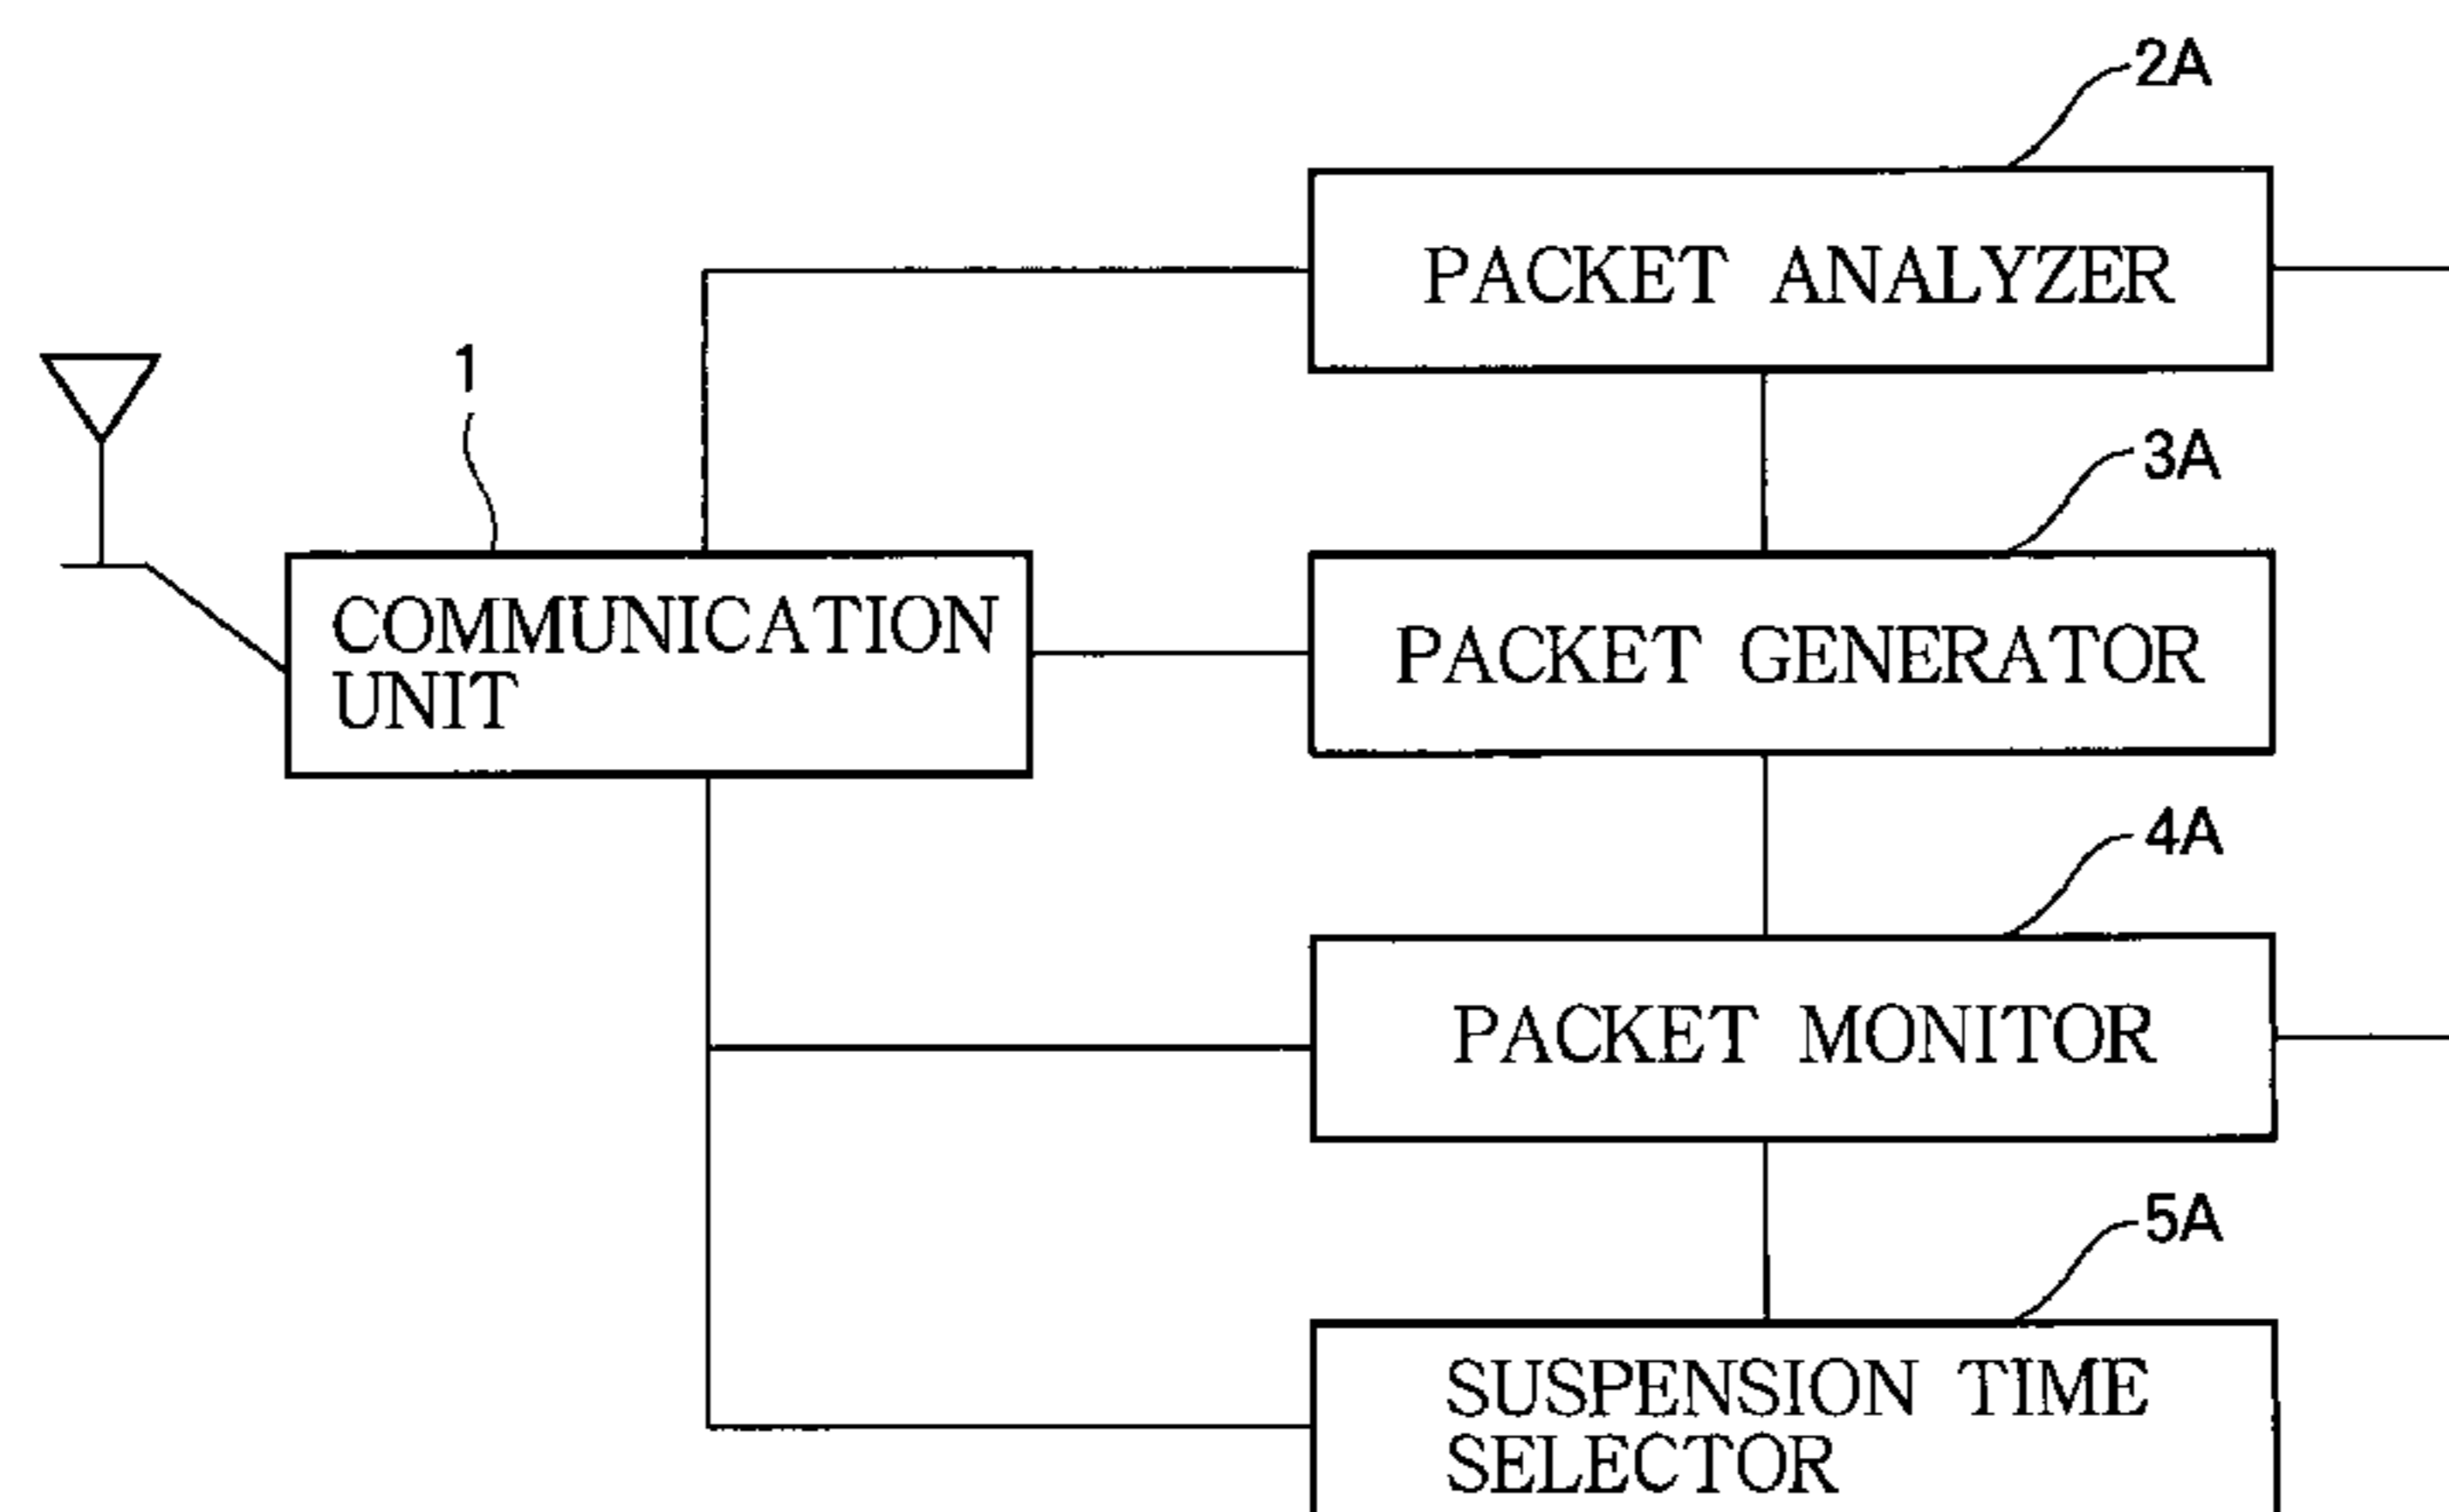 2A
PACKET ANALYZER
1
3A
COMMUNICATION
UNIT
PACKET GENERATOR
4A
PACKET MONITOR
5A
SUSPENSION TIME
SELECTOR